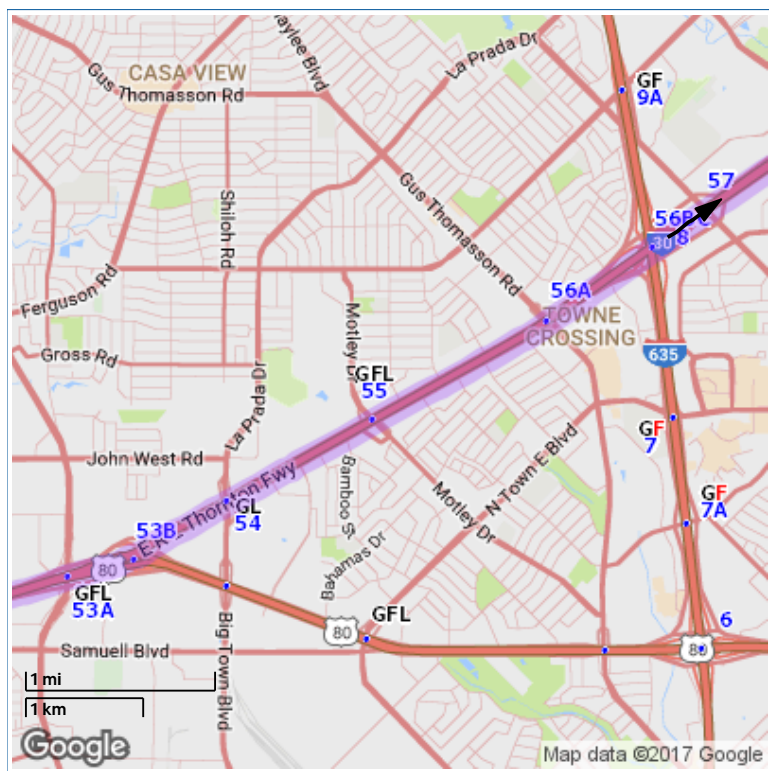 aylee Blvd
La Prada Dr
Gus Thomasson Rd
CASA VIEW
GF
9A
Shiloh Rd
Gus Thomasson Rd
57
56B
30
8
Ferguson Rd
56A
TOWNE
CROSSING
Motley Dr
Gross Rd
635
La Prada Dr
GFL
55
GF
7
John West Rd
Bamboo St
N Town E Blvd
Motley Dr
GF
7A
E R L Thornton Fwy
GL
54
53B
80
GFL
53A
Bahamas Dr
Big Town Blvd
80
GFL
6
80
Samuell Blvd
1 mi
1 km
Google
Map data ©2017 Google